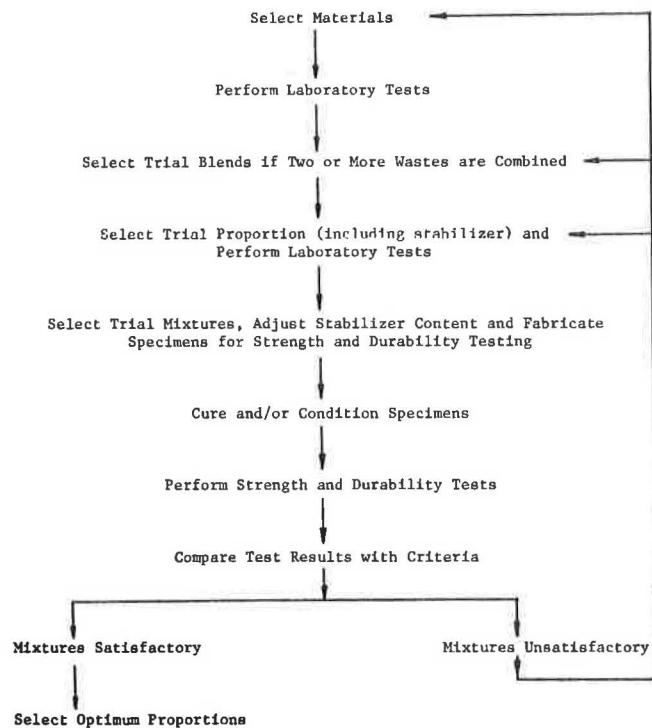 Select Materials
Perform Laboratory Tests
Select Trial Blends if Two or More Wastes are Combined
Select Trial Proportion (including stabilizer) and
Perform Laboratory Tests
Select Trial Mixtures, Adjust Stabilizer Content and Fabricate
Specimens for Strength and Durability Testing
Cure and/or Condition Specimens
Perform Strength and Durability Tests
Compare Test Results with Criteria
Mixtures Satisfactory
Mixtures Unsatisfactory
Select Optimum Proportions